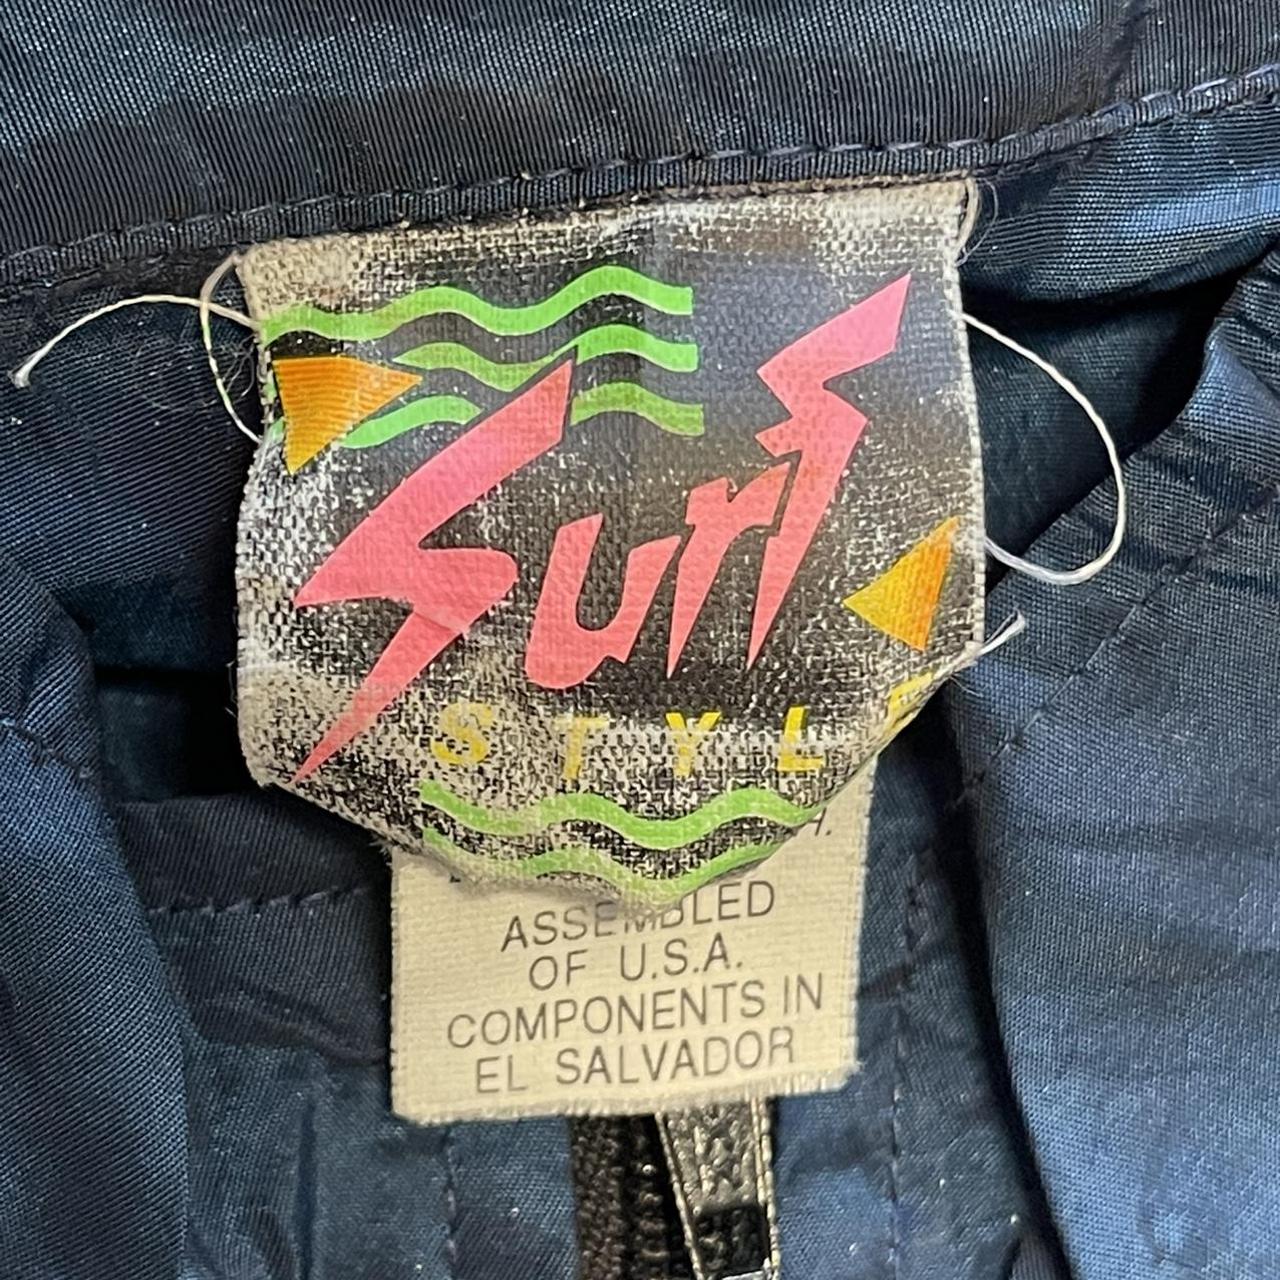 Surf
STYLE
ASSEMBLED
OF U.S.A.
COMPONENTS IN
EL SALVADOR